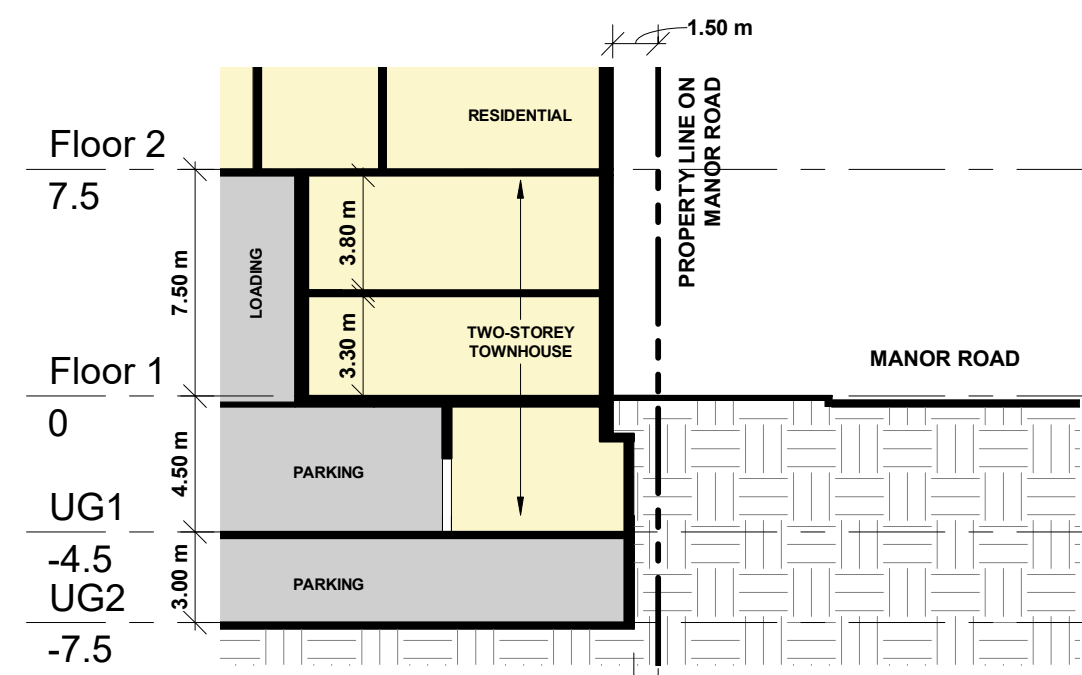 1.50 m
RESIDENTIAL
PROPERTY LINE ON
MANOR ROAD
Floor 2
7.5
7.50 m
LOADING
3.80 m
3.30 m
TWO-STOREY
TOWNHOUSE
MANOR ROAD
Floor 1
0
4.50 m
PARKING
UG1
-4.5
3.00 m
PARKING
UG2
-7.5